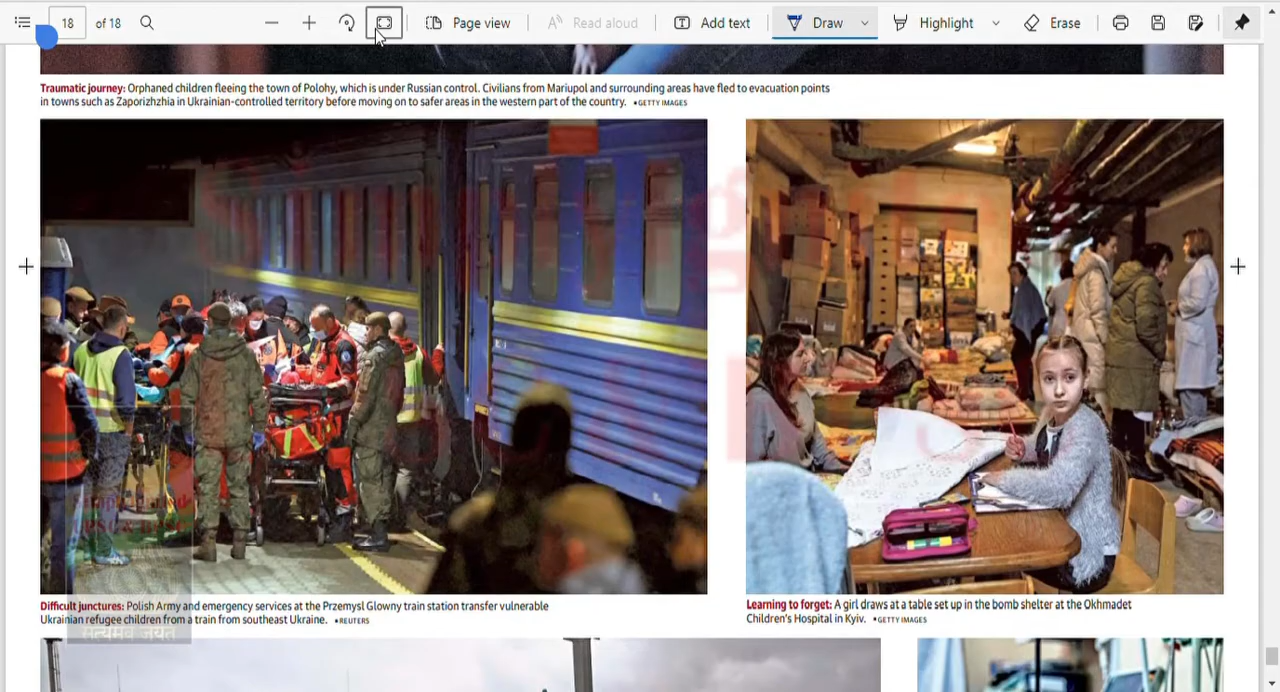 18 of 18 Page view Read aloud Add text Draw Highlight Erase
Traumatic journey: Orphaned children fleeing the town of Polohy, which is under Russian control. Civilians from Mariupol and surrounding areas have fled to evacuation points
in towns such as Zaporizhzhia in Ukrainian-controlled territory before moving on to safer areas in the western part of the country. • GETTY IMAGES
Difficult junctures: Polish Army and emergency services at the Przemysl Glowny train station transfer vulnerable
Ukrainian refugee children from a train from southeast Ukraine. • REUTERS
सत्यमेव जयते
Learning to forget: A girl draws at a table set up in the bomb shelter at the Okhmadet
Children's Hospital in Kyiv. • GETTY IMAGES